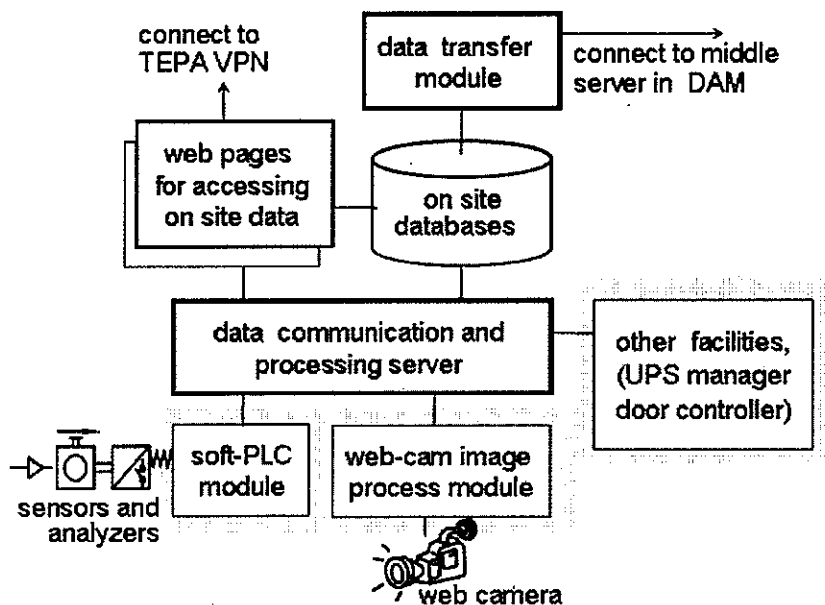 connect to
TEPA VPN
data transfer
module
connect to middle
server in DAM
web pages
for accessing
on site data
on site
databases
data communication and
processing server
other facilities,
(UPS manager
door controller)
soft-PLC
module
web-cam image
process module
sensors and
analyzers
web camera